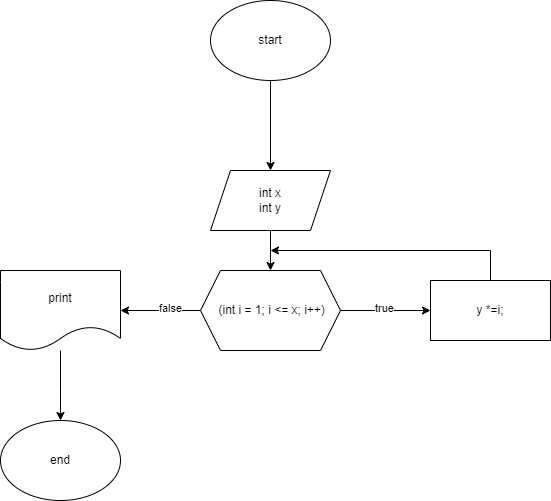 start
int x
int y
(int i = 1; i <= x; i++)
false
true
print
y *=i;
end